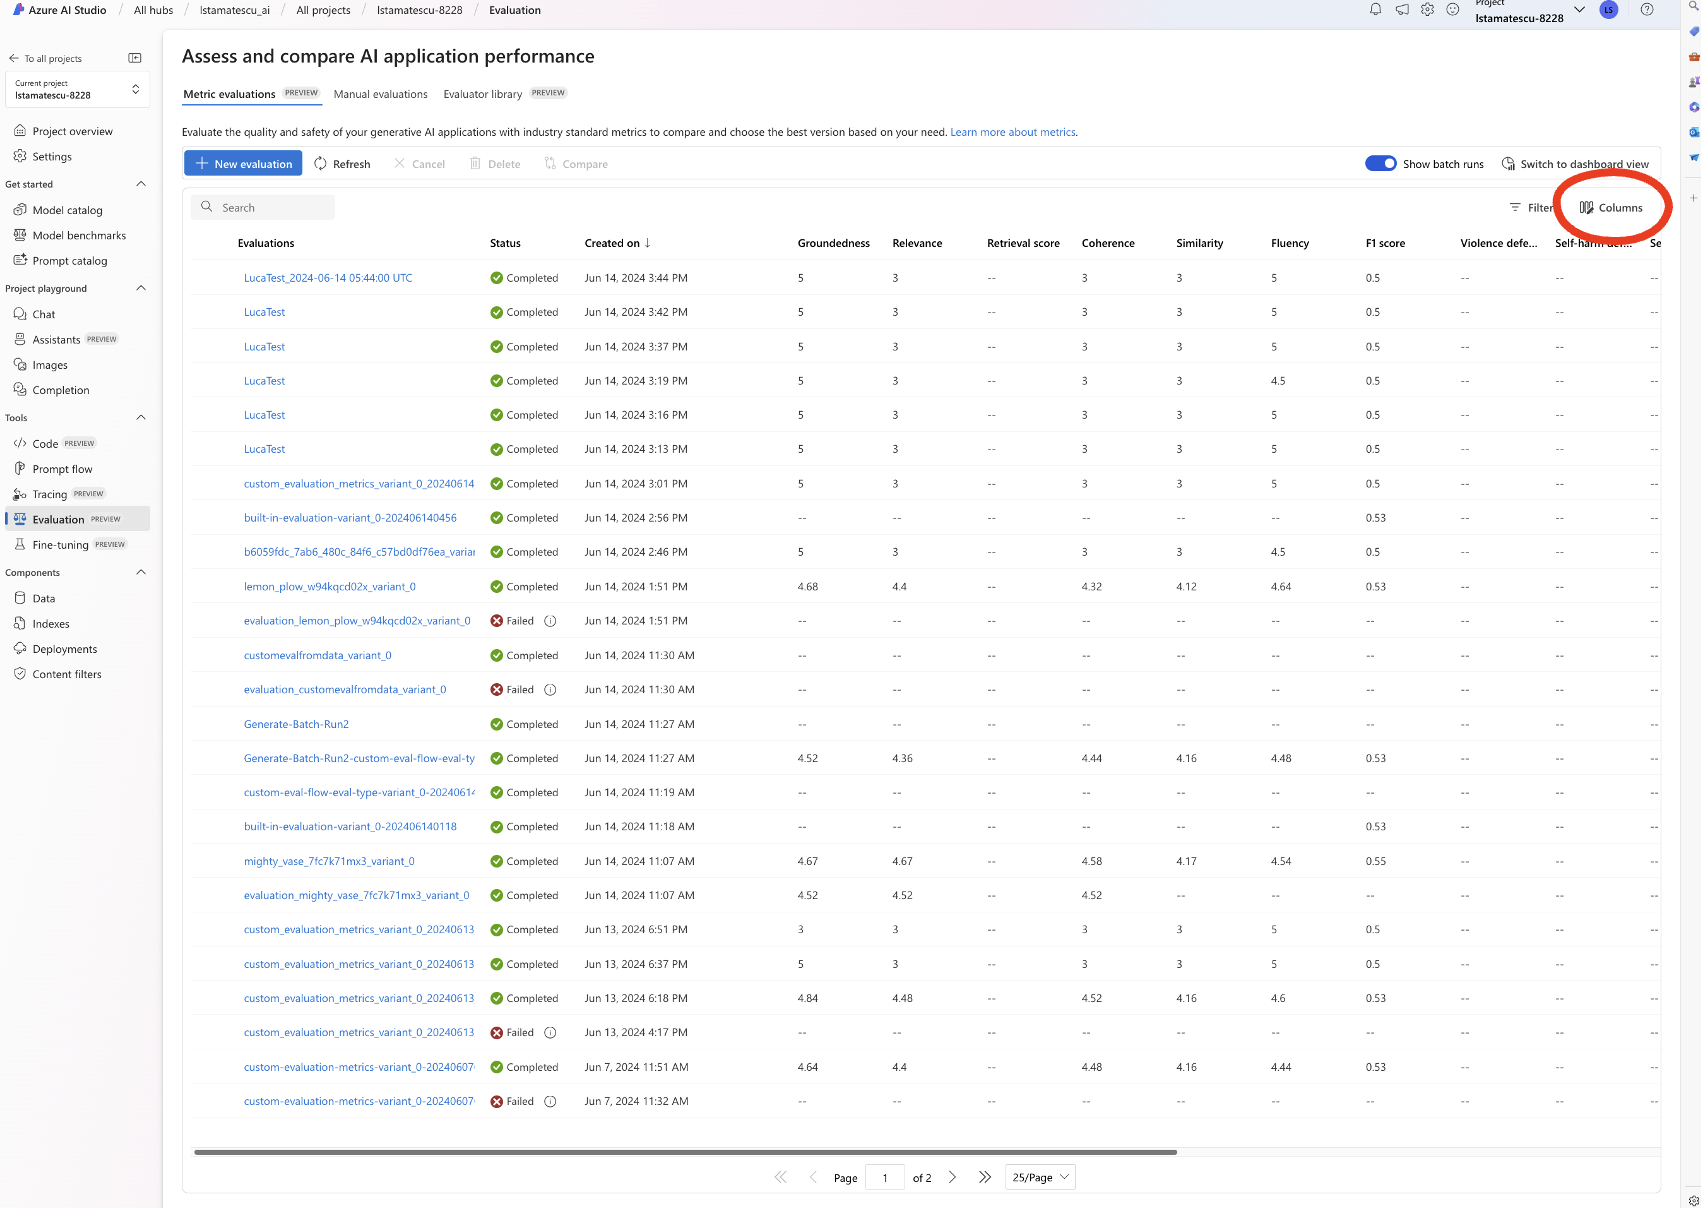 Azure AI Studio / All hubs / lstamatescu_ai / All projects / lstamatescu-8228 / Evaluation
Project
lstamatescu-8228
LS
To all projects
Current project
lstamatescu-8228
Project overview
Settings
Get started
Model catalog
Model benchmarks
Prompt catalog
Project playground
Chat
Assistants PREVIEW
Images
Completion
Tools
Code PREVIEW
Prompt flow
Tracing PREVIEW
Evaluation PREVIEW
Fine-tuning PREVIEW
Components
Data
Indexes
Deployments
Content filters
Assess and compare AI application performance
Metric evaluations PREVIEW Manual evaluations Evaluator library PREVIEW
Evaluate the quality and safety of your generative AI applications with industry standard metrics to compare and choose the best version based on your need. Learn more about metrics.
New evaluation Refresh Cancel Delete Compare Show batch runs Switch to dashboard view
Search Filter Columns
Evaluations Status Created on ↓ Groundedness Relevance Retrieval score Coherence Similarity Fluency F1 score Violence defe... Self-harm def... Se
LucaTest_2024-06-14 05:44:00 UTC Completed Jun 14, 2024 3:44 PM 5 3 -- 3 3 5 0.5 -- -- --
LucaTest Completed Jun 14, 2024 3:42 PM 5 3 -- 3 3 5 0.5 -- -- --
LucaTest Completed Jun 14, 2024 3:37 PM 5 3 -- 3 3 5 0.5 -- -- --
LucaTest Completed Jun 14, 2024 3:19 PM 5 3 -- 3 3 4.5 0.5 -- -- --
LucaTest Completed Jun 14, 2024 3:16 PM 5 3 -- 3 3 5 0.5 -- -- --
LucaTest Completed Jun 14, 2024 3:13 PM 5 3 -- 3 3 5 0.5 -- -- --
custom_evaluation_metrics_variant_0_20240614 Completed Jun 14, 2024 3:01 PM 5 3 -- 3 3 5 0.5 -- -- --
built-in-evaluation-variant_0-202406140456 Completed Jun 14, 2024 2:56 PM -- -- -- -- -- -- 0.53 -- -- --
b6059fdc_7ab6_480c_84f6_c57bd0df76ea_varian Completed Jun 14, 2024 2:46 PM 5 3 -- 3 3 4.5 0.5 -- -- --
lemon_plow_w94kqcd02x_variant_0 Completed Jun 14, 2024 1:51 PM 4.68 4.4 -- 4.32 4.12 4.64 0.53 -- -- --
evaluation_lemon_plow_w94kqcd02x_variant_0 Failed Jun 14, 2024 1:51 PM -- -- -- -- -- -- -- -- -- --
customevalfromdata_variant_0 Completed Jun 14, 2024 11:30 AM -- -- -- -- -- -- -- -- -- --
evaluation_customevalfromdata_variant_0 Failed Jun 14, 2024 11:30 AM -- -- -- -- -- -- -- -- -- --
Generate-Batch-Run2 Completed Jun 14, 2024 11:27 AM -- -- -- -- -- -- -- -- -- --
Generate-Batch-Run2-custom-eval-flow-eval-ty Completed Jun 14, 2024 11:27 AM 4.52 4.36 -- 4.44 4.16 4.48 0.53 -- -- --
custom-eval-flow-eval-type-variant_0-20240614 Completed Jun 14, 2024 11:19 AM -- -- -- -- -- -- -- -- -- --
built-in-evaluation-variant_0-202406140118 Completed Jun 14, 2024 11:18 AM -- -- -- -- -- -- 0.53 -- -- --
mighty_vase_7fc7k71mx3_variant_0 Completed Jun 14, 2024 11:07 AM 4.67 4.67 -- 4.58 4.17 4.54 0.55 -- -- --
evaluation_mighty_vase_7fc7k71mx3_variant_0 Completed Jun 14, 2024 11:07 AM 4.52 4.52 -- 4.52 -- -- -- -- -- --
custom_evaluation_metrics_variant_0_20240613 Completed Jun 13, 2024 6:51 PM 3 3 -- 3 3 5 0.5 -- -- --
custom_evaluation_metrics_variant_0_20240613 Completed Jun 13, 2024 6:37 PM 5 3 -- 3 3 5 0.5 -- -- --
custom_evaluation_metrics_variant_0_20240613 Completed Jun 13, 2024 6:18 PM 4.84 4.48 -- 4.52 4.16 4.6 0.53 -- -- --
custom_evaluation_metrics_variant_0_20240613 Failed Jun 13, 2024 4:17 PM -- -- -- -- -- -- -- -- -- --
custom-evaluation-metrics-variant_0-20240607 Completed Jun 7, 2024 11:51 AM 4.64 4.4 -- 4.48 4.16 4.44 0.53 -- -- --
custom-evaluation-metrics-variant_0-20240607 Failed Jun 7, 2024 11:32 AM -- -- -- -- -- -- -- -- -- --
Page 1 of 2 25/Page